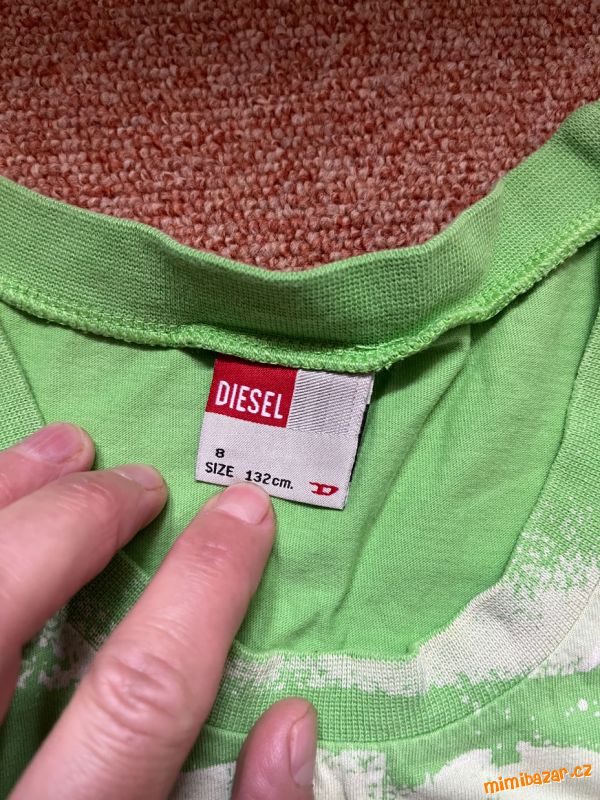 DIESEL
8
SIZE 132cm.
D
mimibazar.cz